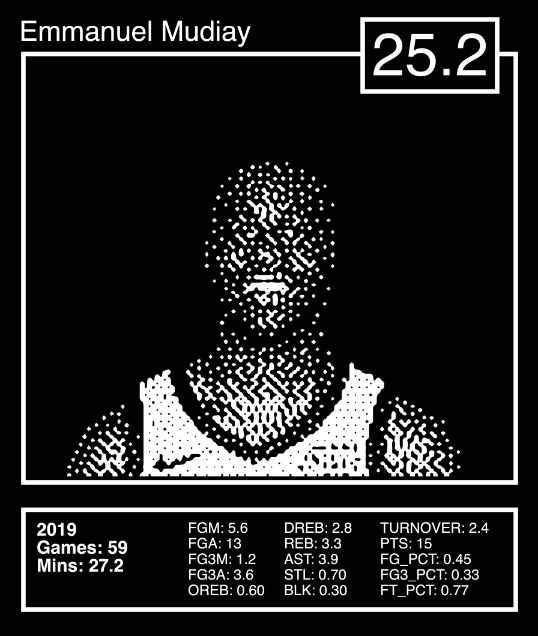 Emmanuel Mudiay
25.2
2019
Games: 59
Mins: 27.2
FGM: 5.6
FGA: 13
FG3M: 1.2
FG3A: 3.6
OREB: 0.60
DREB: 2.8
REB: 3.3
AST: 3.9
STL: 0.70
BLK: 0.30
TURNOVER: 2.4
PTS: 15
FG_PCT: 0.45
FG3_PCT: 0.33
FT_PCT: 0.77